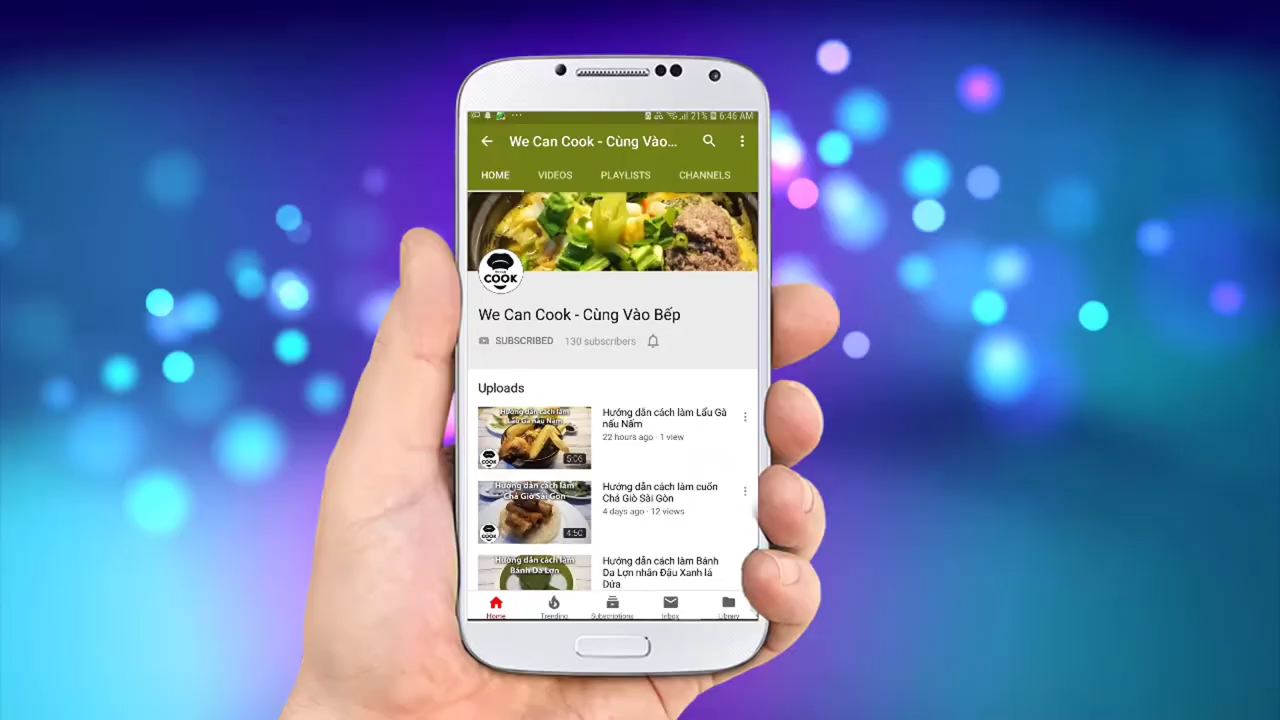 21% 6:46 AM
We Can Cook - Cùng Vào...
HOME VIDEOS PLAYLISTS CHANNELS
COOK
We Can Cook - Cùng Vào Bếp
SUBSCRIBED 130 subscribers
Uploads
Hướng dẫn cách làm
Lẩu Gà nấu Nấm
COOK
5:06
Hướng dẫn cách làm Lẩu Gà
nấu Nấm
22 hours ago · 1 view
Hướng dẫn cách làm
Chả Giò Sài Gòn
COOK
4:50
Hướng dẫn cách làm cuốn
Chả Giò Sài Gòn
4 days ago · 12 views
Hướng dẫn cách làm
Bánh Da Lợn
Hướng dẫn cách làm Bánh
Da Lợn nhân Đậu Xanh lá
Dứa
Home Trending Subscriptions Inbox Library